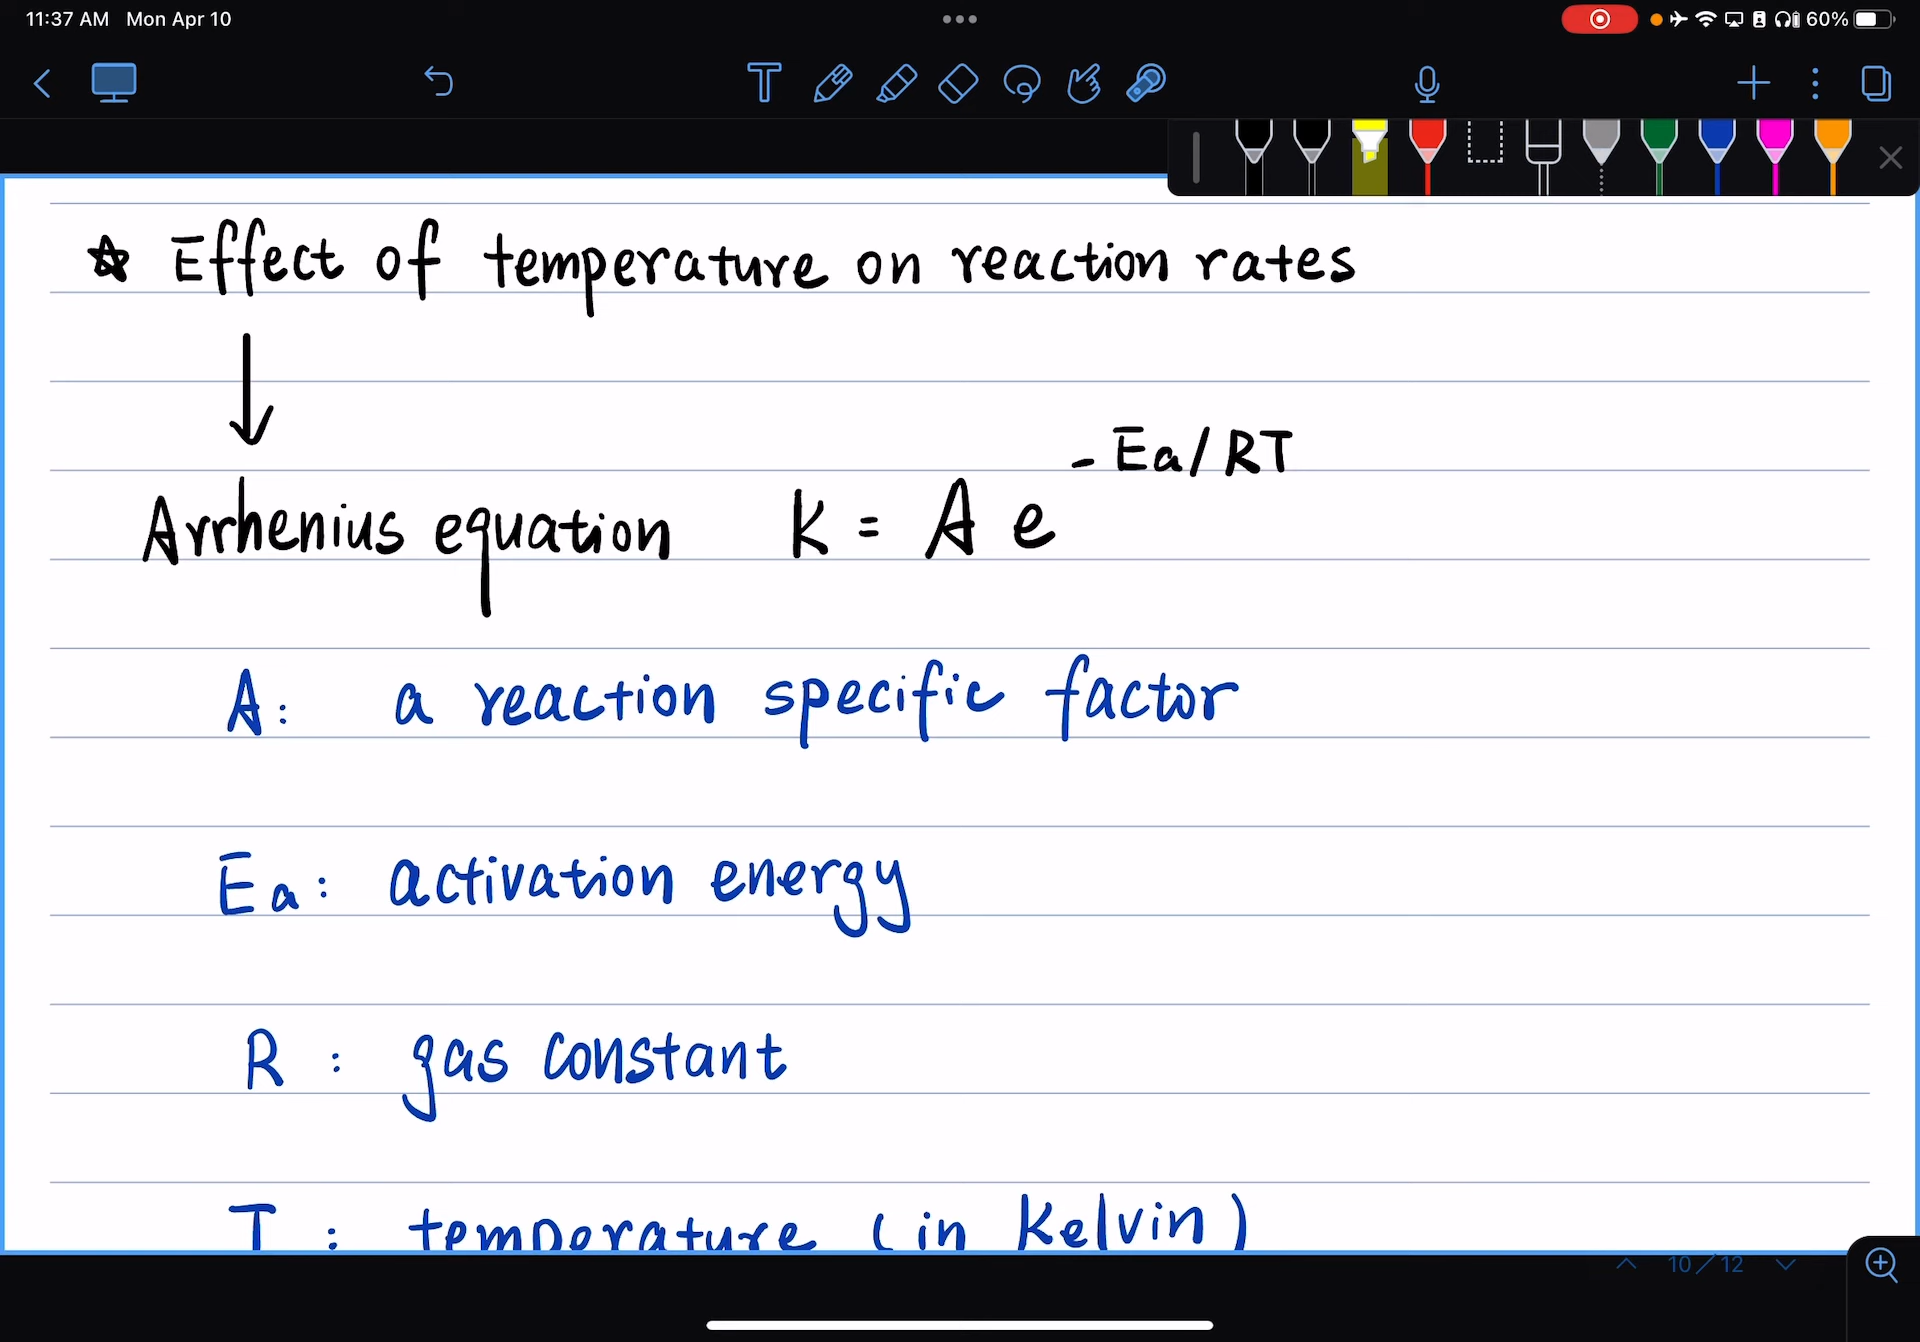 11:37 AM Mon Apr 10
60%
☆ Effect of temperature on reaction rates
↓
- Ea/RT
Arrhenius equation K = A e
A: a reaction specific factor
Ea: activation energy
R : gas constant
T : temperature (in Kelvin)
10/12